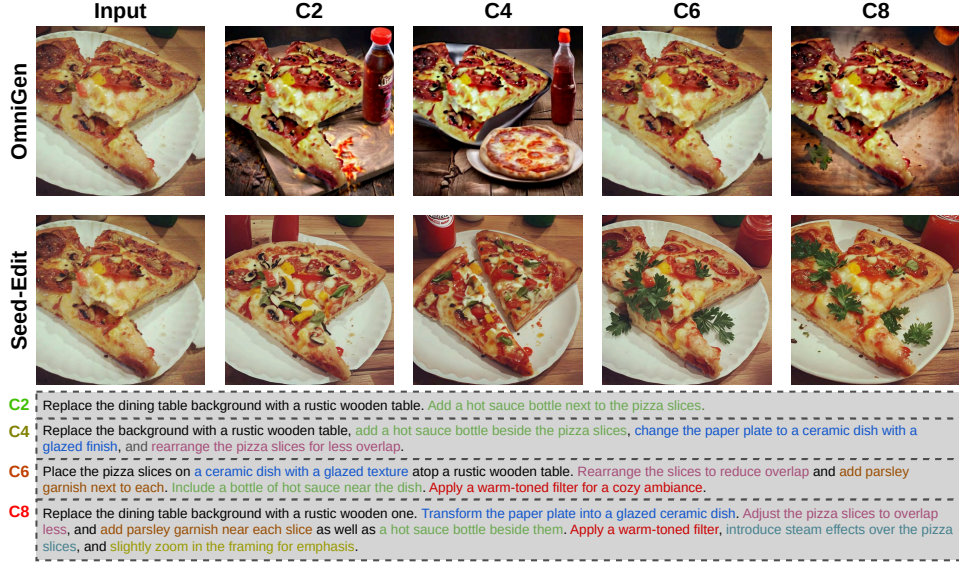 Input C2 C4 C6 C8
OmniGen
Seed-Edit
C2 Replace the dining table background with a rustic wooden table. Add a hot sauce bottle next to the pizza slices.
C4 Replace the background with a rustic wooden table, add a hot sauce bottle beside the pizza slices, change the paper plate to a ceramic dish with a
glazed finish, and rearrange the pizza slices for less overlap.
C6 Place the pizza slices on a ceramic dish with a glazed texture atop a rustic wooden table. Rearrange the slices to reduce overlap and add parsley
garnish next to each. Include a bottle of hot sauce near the dish. Apply a warm-toned filter for a cozy ambiance.
C8 Replace the dining table background with a rustic wooden one. Transform the paper plate into a glazed ceramic dish. Adjust the pizza slices to overlap
less, and add parsley garnish near each slice as well as a hot sauce bottle beside them. Apply a warm-toned filter, introduce steam effects over the pizza
slices, and slightly zoom in the framing for emphasis.